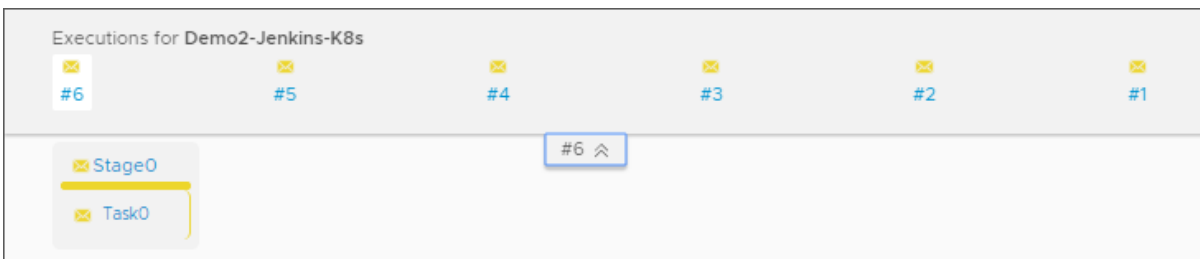 Executions for Demo2-Jenkins-K8s
#6 #5 #4 #3 #2 #1
#6
Stage0
Task0